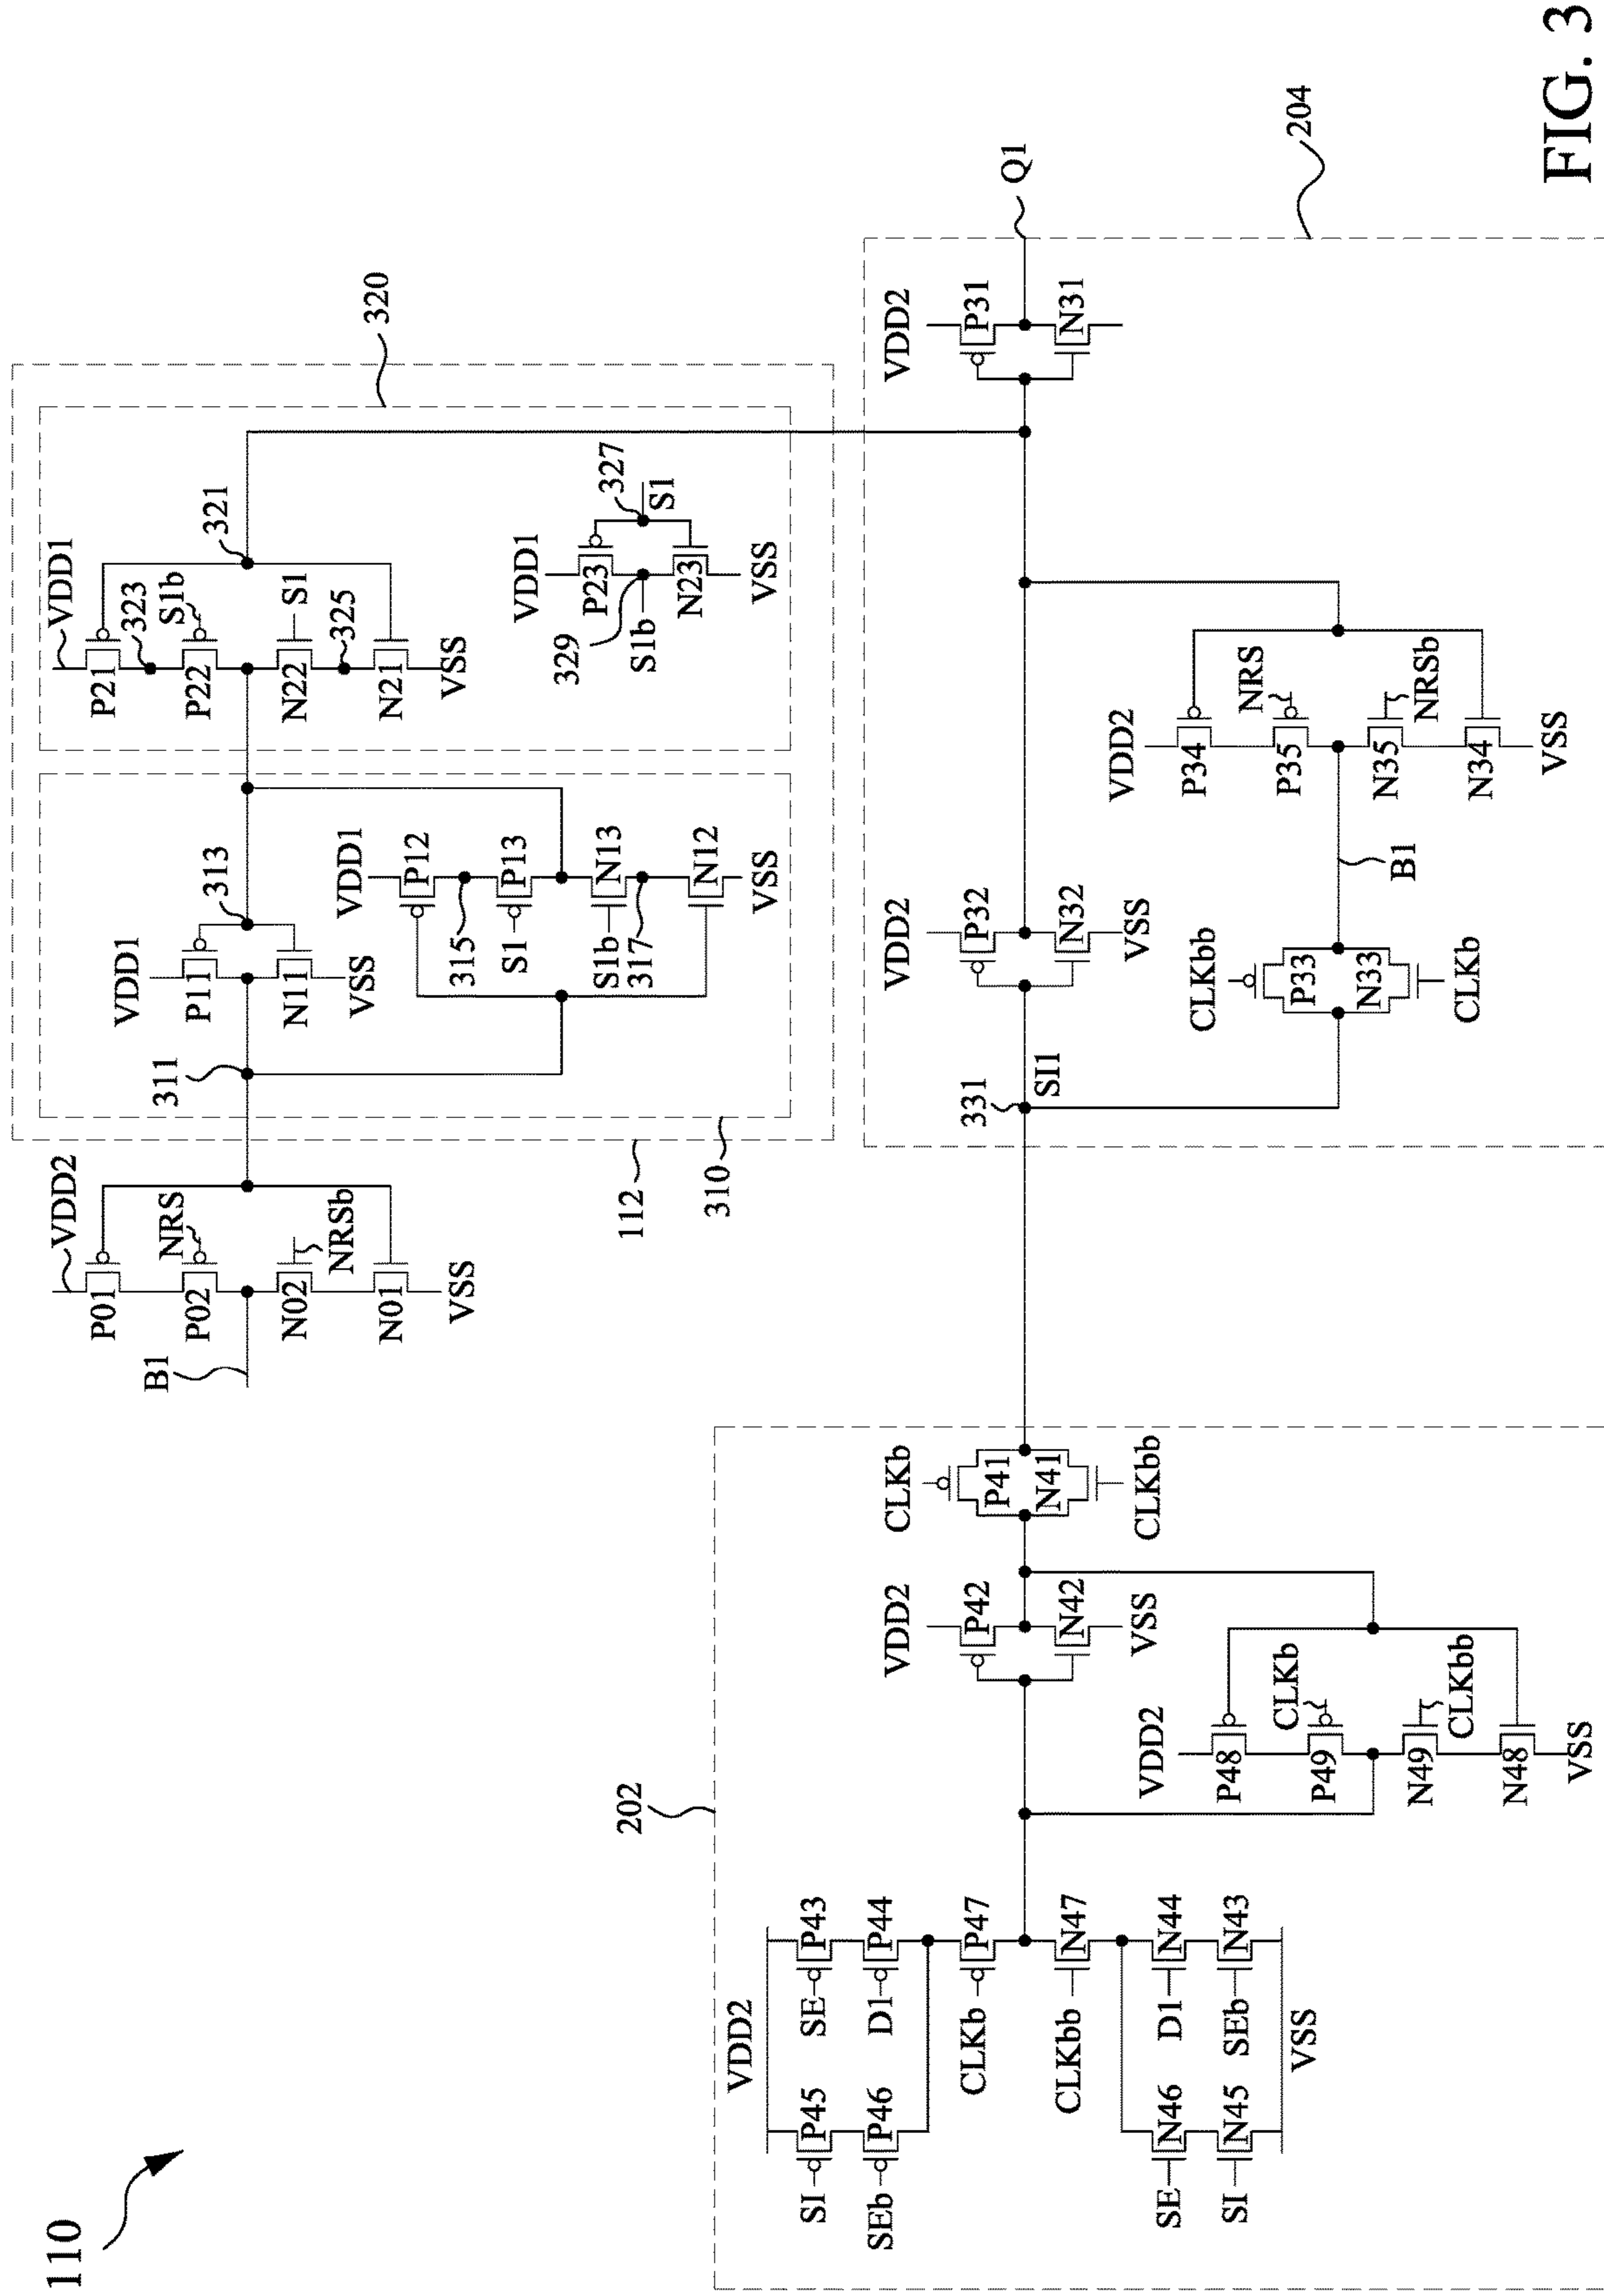 110
FIG. 3
112
310
320
B1
VDD2
P01
NRS
P02
N02
NRSb
N01
VSS
311
VDD1
P11
N11
VSS
313
VDD1
P12
315
P13
S1
N13
S1b
317
N12
VSS
321
VDD1
P21
323
S1b
P22
S1
N22
325
N21
VSS
VDD1
P23
327
S1
329
S1b
N23
VSS
202
VDD2
P45
SI
P46
SEb
P43
SE
P44
D1
P47
CLKb
N47
CLKbb
N46
SE
N45
SI
N44
D1
N43
SEb
VSS
VDD2
P42
N42
VSS
VDD2
P48
CLKb
P49
CLKbb
N49
N48
VSS
CLKb
P41
N41
CLKbb
204
331
SI1
VDD2
P32
N32
VSS
CLKbb
P33
N33
CLKb
B1
VDD2
P34
NRS
P35
N35
NRSb
N34
VSS
VDD2
P31
N31
Q1